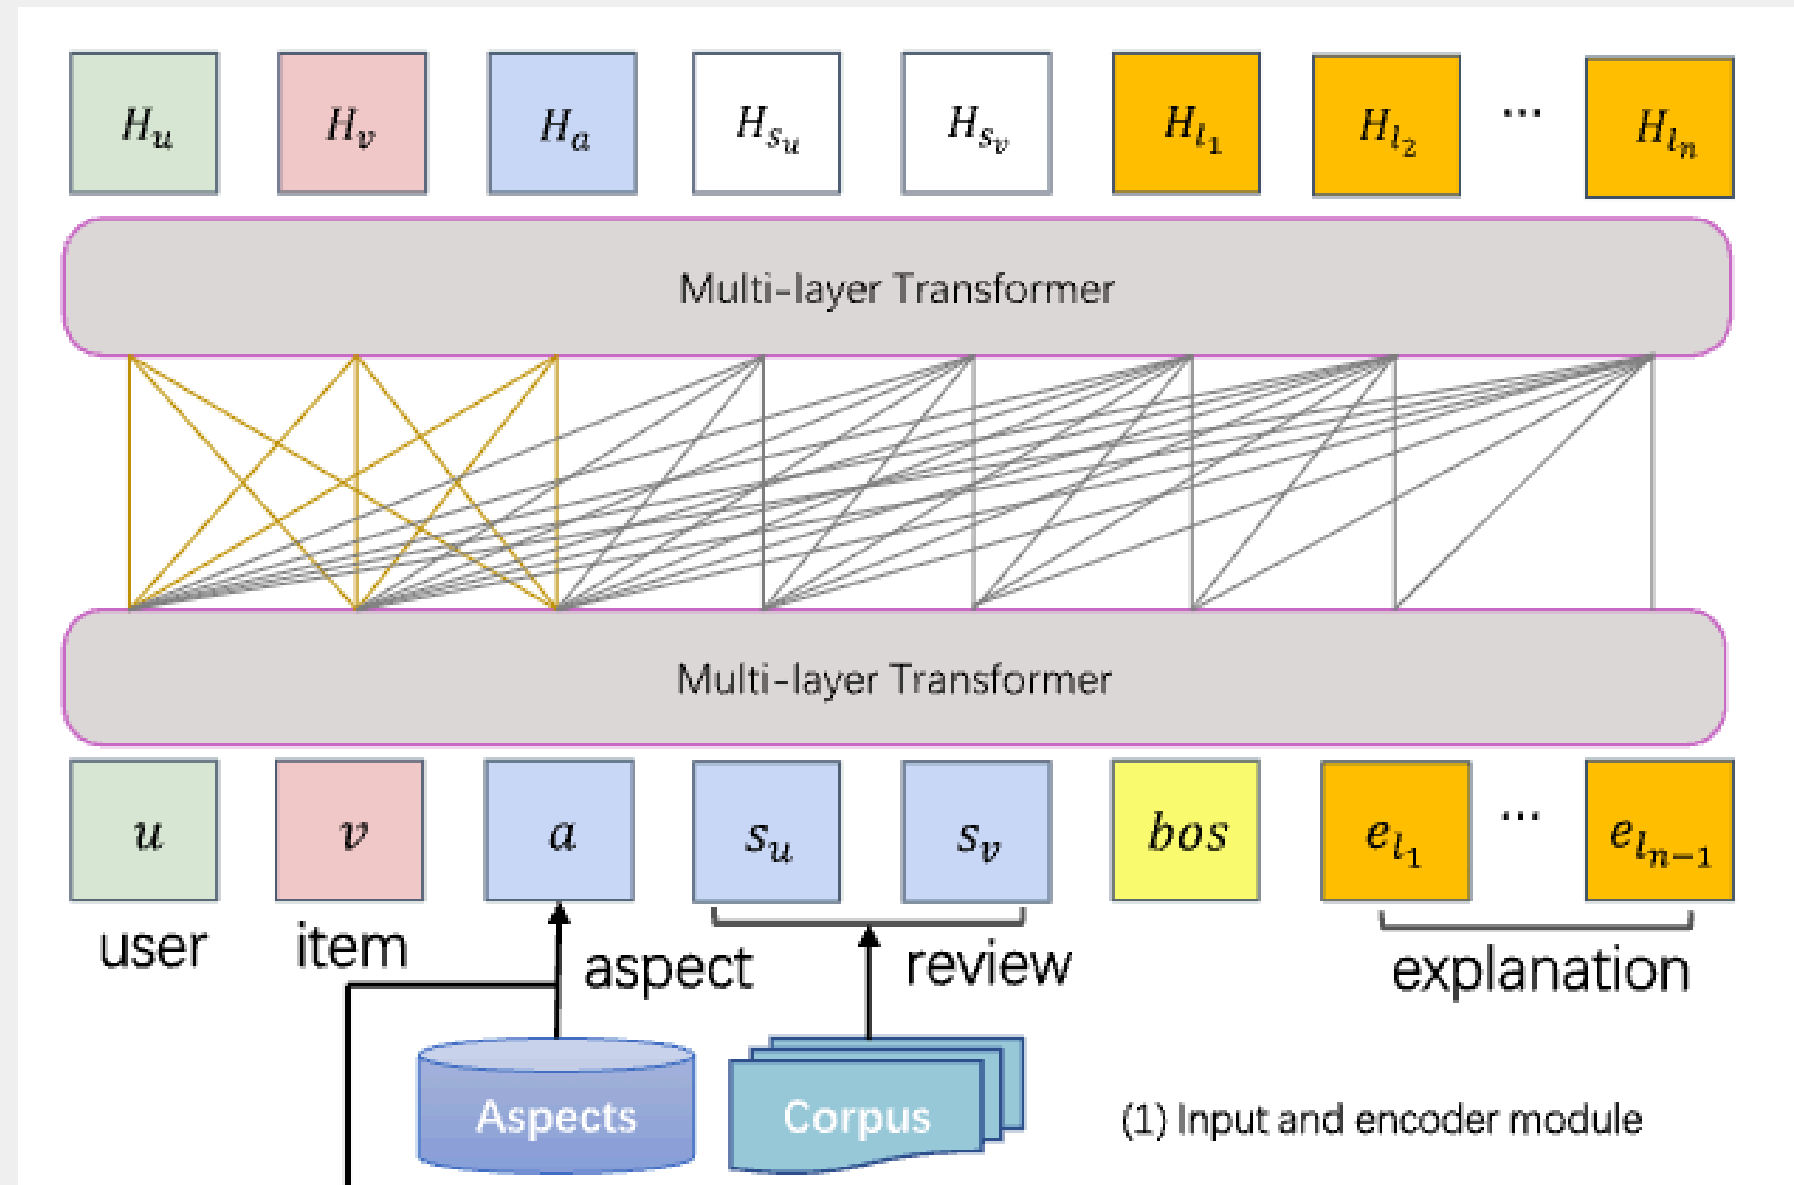 H_u H_v H_a H_{s_u} H_{s_v} H_{l_1} H_{l_2} ... H_{l_n}
Multi-layer Transformer
Multi-layer Transformer
u v a s_u s_v bos e_{l_1} ... e_{l_{n-1}}
user item aspect review explanation
Aspects Corpus (1) Input and encoder module